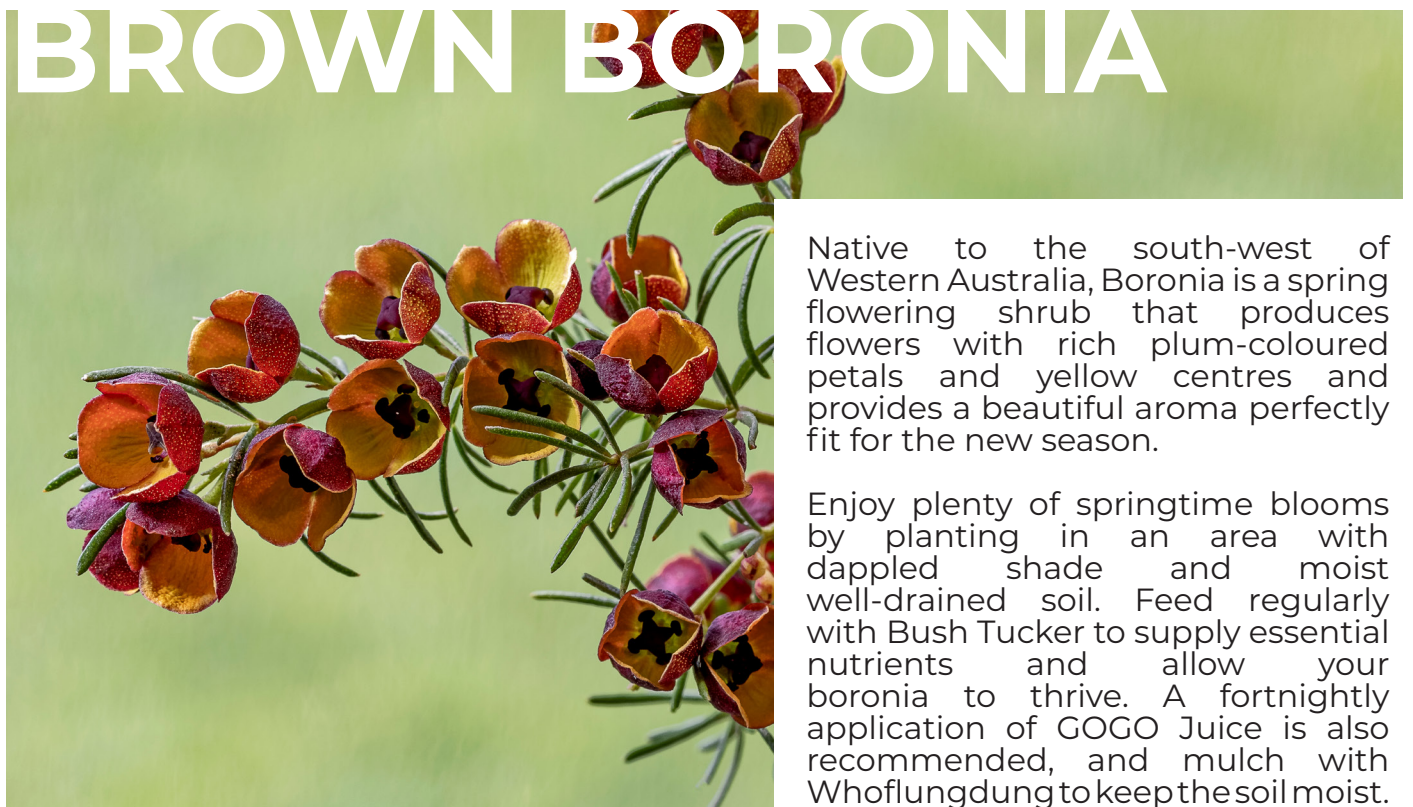 BROWN BORONIA
Native to the south-west of
Western Australia, Boronia is a spring
flowering shrub that produces
flowers with rich plum-coloured
petals and yellow centres and
provides a beautiful aroma perfectly
fit for the new season.
Enjoy plenty of springtime blooms
by planting in an area with
dappled shade and moist
well-drained soil. Feed regularly
with Bush Tucker to supply essential
nutrients and allow your
boronia to thrive. A fortnightly
application of GOGO Juice is also
recommended, and mulch with
Whoflungdung to keep the soil moist.